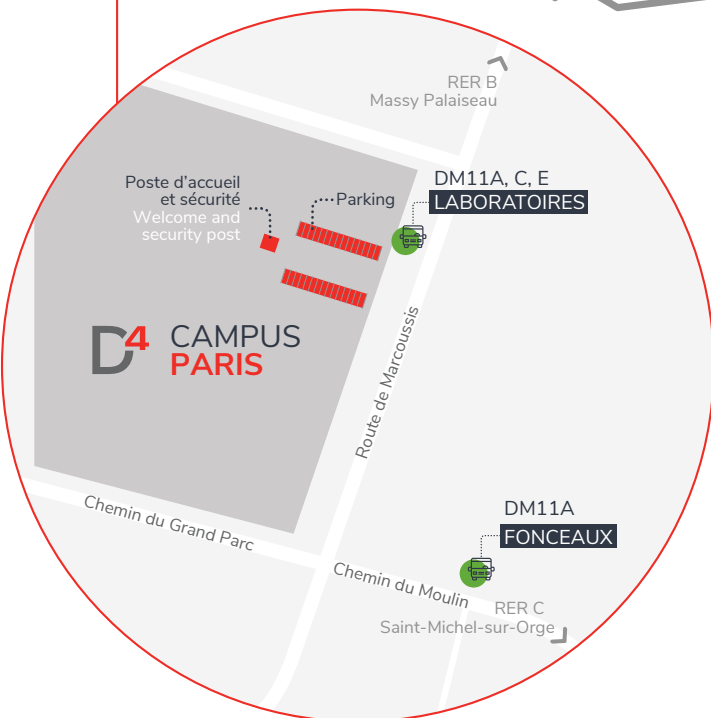 RER B
Massy Palaiseau
DM11A, C, E
LABORATOIRES
Poste d'accueil
et sécurité
Welcome and
security post
Parking
D4 CAMPUS
PARIS
Route de Marcoussis
Chemin du Grand Parc
DM11A
FONCEAUX
Chemin du Moulin
RER C
Saint-Michel-sur-Orge